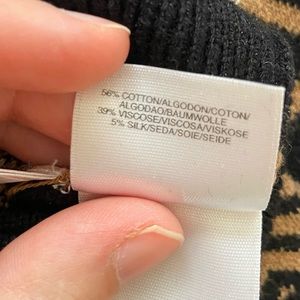 56% COTTON/ALGODON/COTON/
ALGODAO/BAUMWOLLE
39% VISCOSE/VISCOSA/VISKOSE
5% SILK/SEDA/SOIE/SEIDE